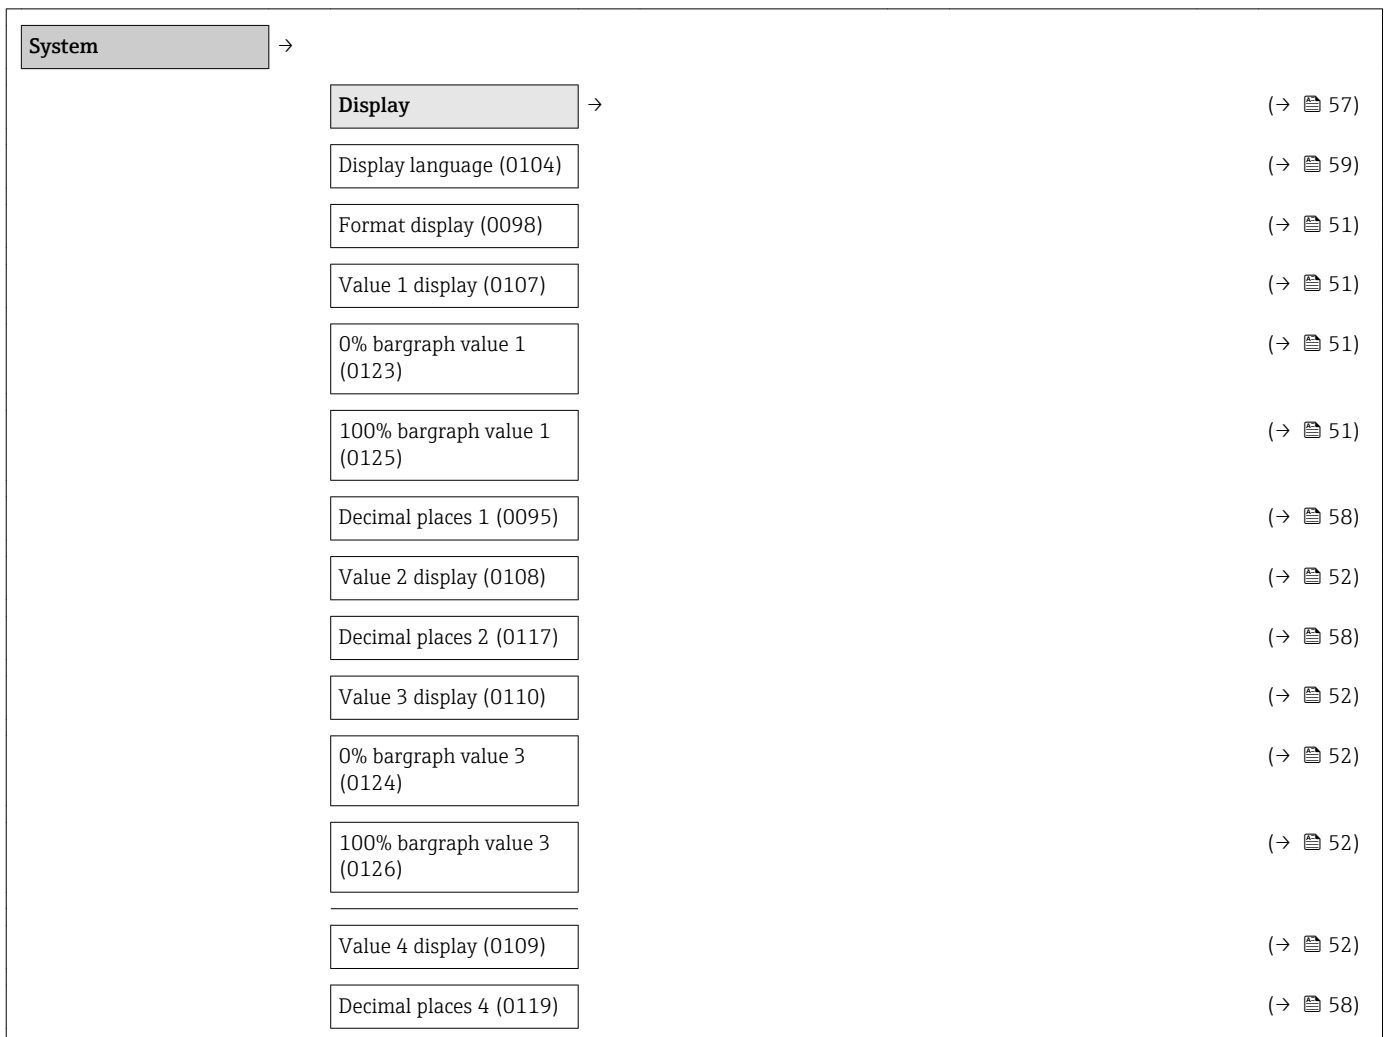 System →
Display → (→ 57)
Display language (0104) (→ 59)
Format display (0098) (→ 51)
Value 1 display (0107) (→ 51)
0% bargraph value 1 (→ 51)
(0123)
100% bargraph value 1 (→ 51)
(0125)
Decimal places 1 (0095) (→ 58)
Value 2 display (0108) (→ 52)
Decimal places 2 (0117) (→ 58)
Value 3 display (0110) (→ 52)
0% bargraph value 3 (→ 52)
(0124)
100% bargraph value 3 (→ 52)
(0126)
Value 4 display (0109) (→ 52)
Decimal places 4 (0119) (→ 58)